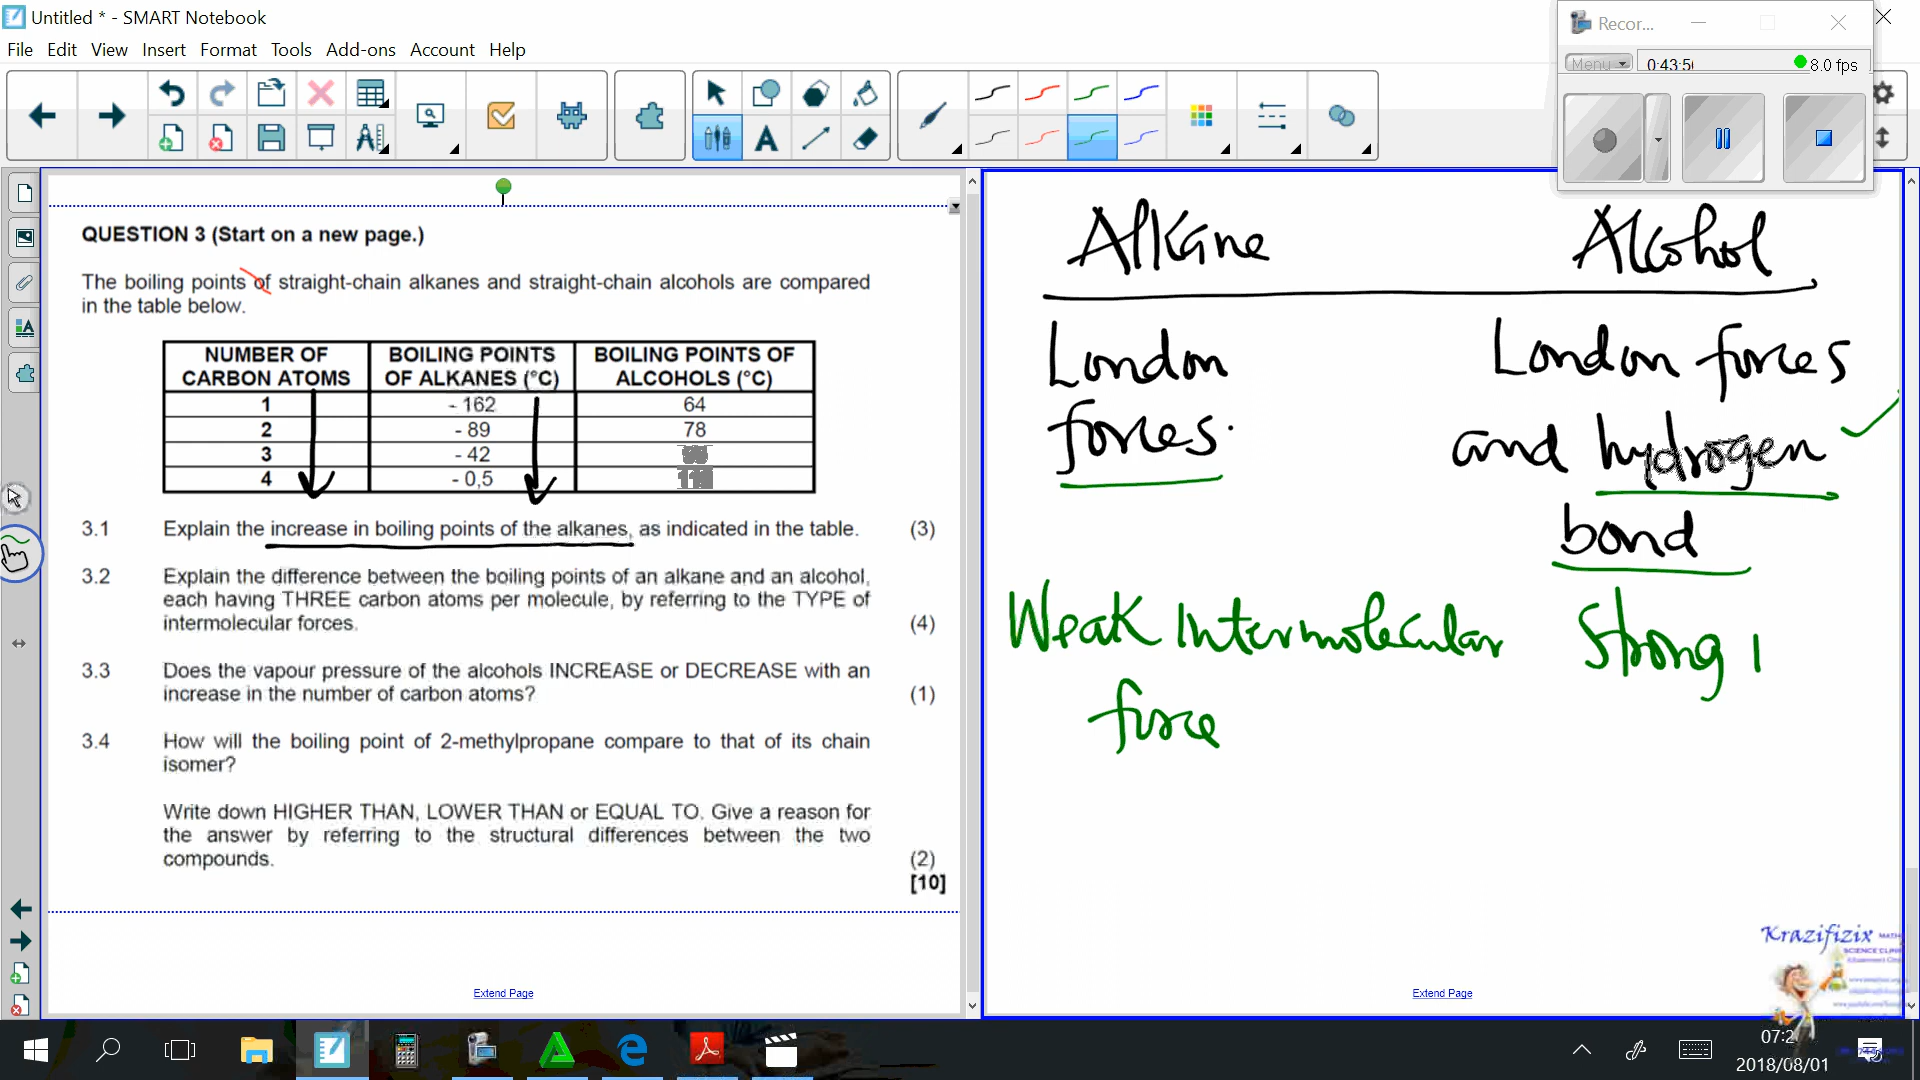 Untitled * - SMART Notebook
File Edit View Insert Format Tools Add-ons Account Help
Recor...
Menu
8.0 fps
QUESTION 3 (Start on a new page.)
The boiling points of straight-chain alkanes and straight-chain alcohols are compared
in the table below.
NUMBER OF CARBON ATOMS BOILING POINTS OF ALKANES (°C) BOILING POINTS OF ALCOHOLS (°C)
1 - 162 64
2 - 89 78
3 - 42
4 - 0,5
3.1 Explain the increase in boiling points of the alkanes, as indicated in the table. (3)
3.2 Explain the difference between the boiling points of an alkane and an alcohol,
each having THREE carbon atoms per molecule, by referring to the TYPE of
intermolecular forces. (4)
3.3 Does the vapour pressure of the alcohols INCREASE or DECREASE with an
increase in the number of carbon atoms? (1)
3.4 How will the boiling point of 2-methylpropane compare to that of its chain
isomer?
Write down HIGHER THAN, LOWER THAN or EQUAL TO. Give a reason for
the answer by referring to the structural differences between the two
compounds. (2)
[10]
Extend Page
Alkane Alcohol
London London forces
forces. and hydrogen
bond
Weak Intermolecular Strong I
force
Krazifizix
Extend Page
2018/08/01